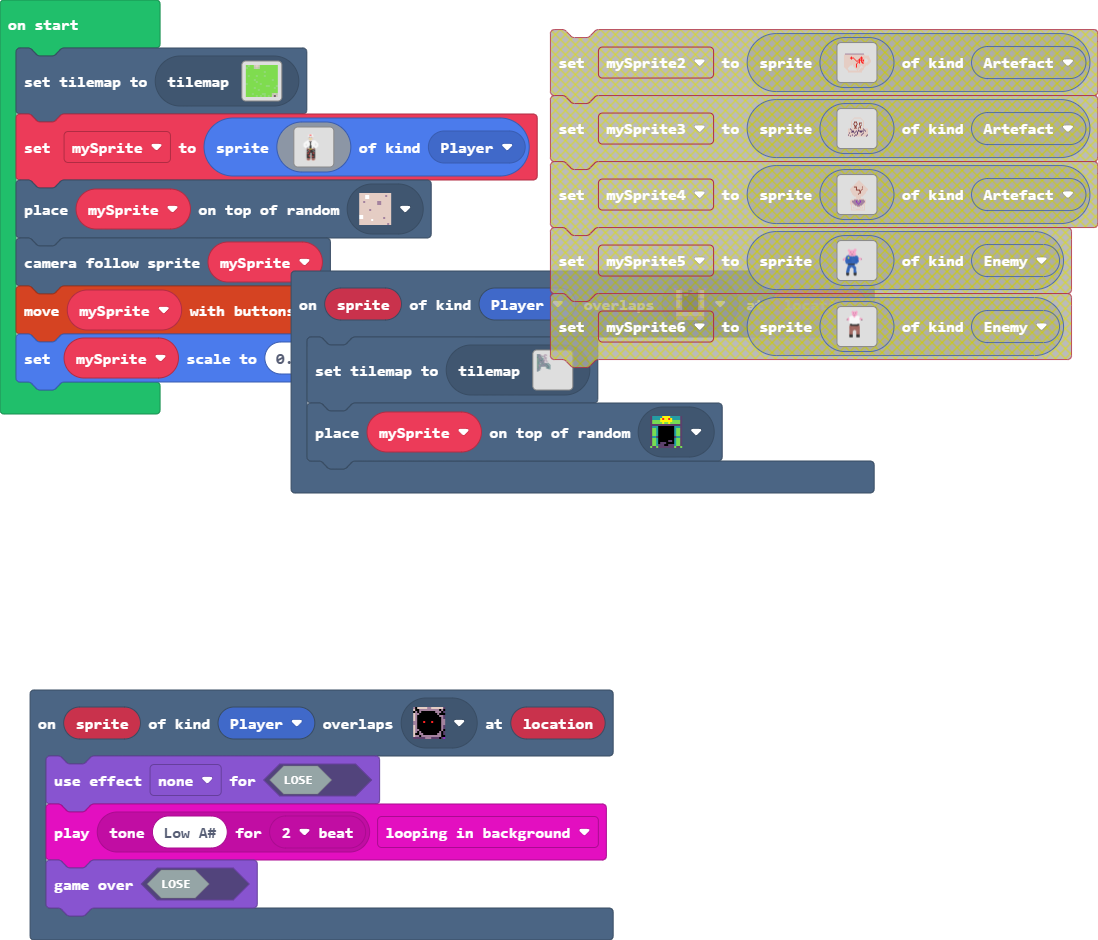 on start
set tilemap to tilemap
set mySprite to sprite of kind Player
place mySprite on top of random
camera follow sprite mySprite
move mySprite with buttons
set mySprite scale to 0.
set mySprite2 to sprite of kind Artefact
set mySprite3 to sprite of kind Artefact
set mySprite4 to sprite of kind Artefact
set mySprite5 to sprite of kind Enemy
set mySprite6 to sprite of kind Enemy
on sprite of kind Player overlaps
set tilemap to tilemap
place mySprite on top of random
on sprite of kind Player overlaps at location
use effect none for LOSE
play tone Low A# for 2 beat looping in background
game over LOSE